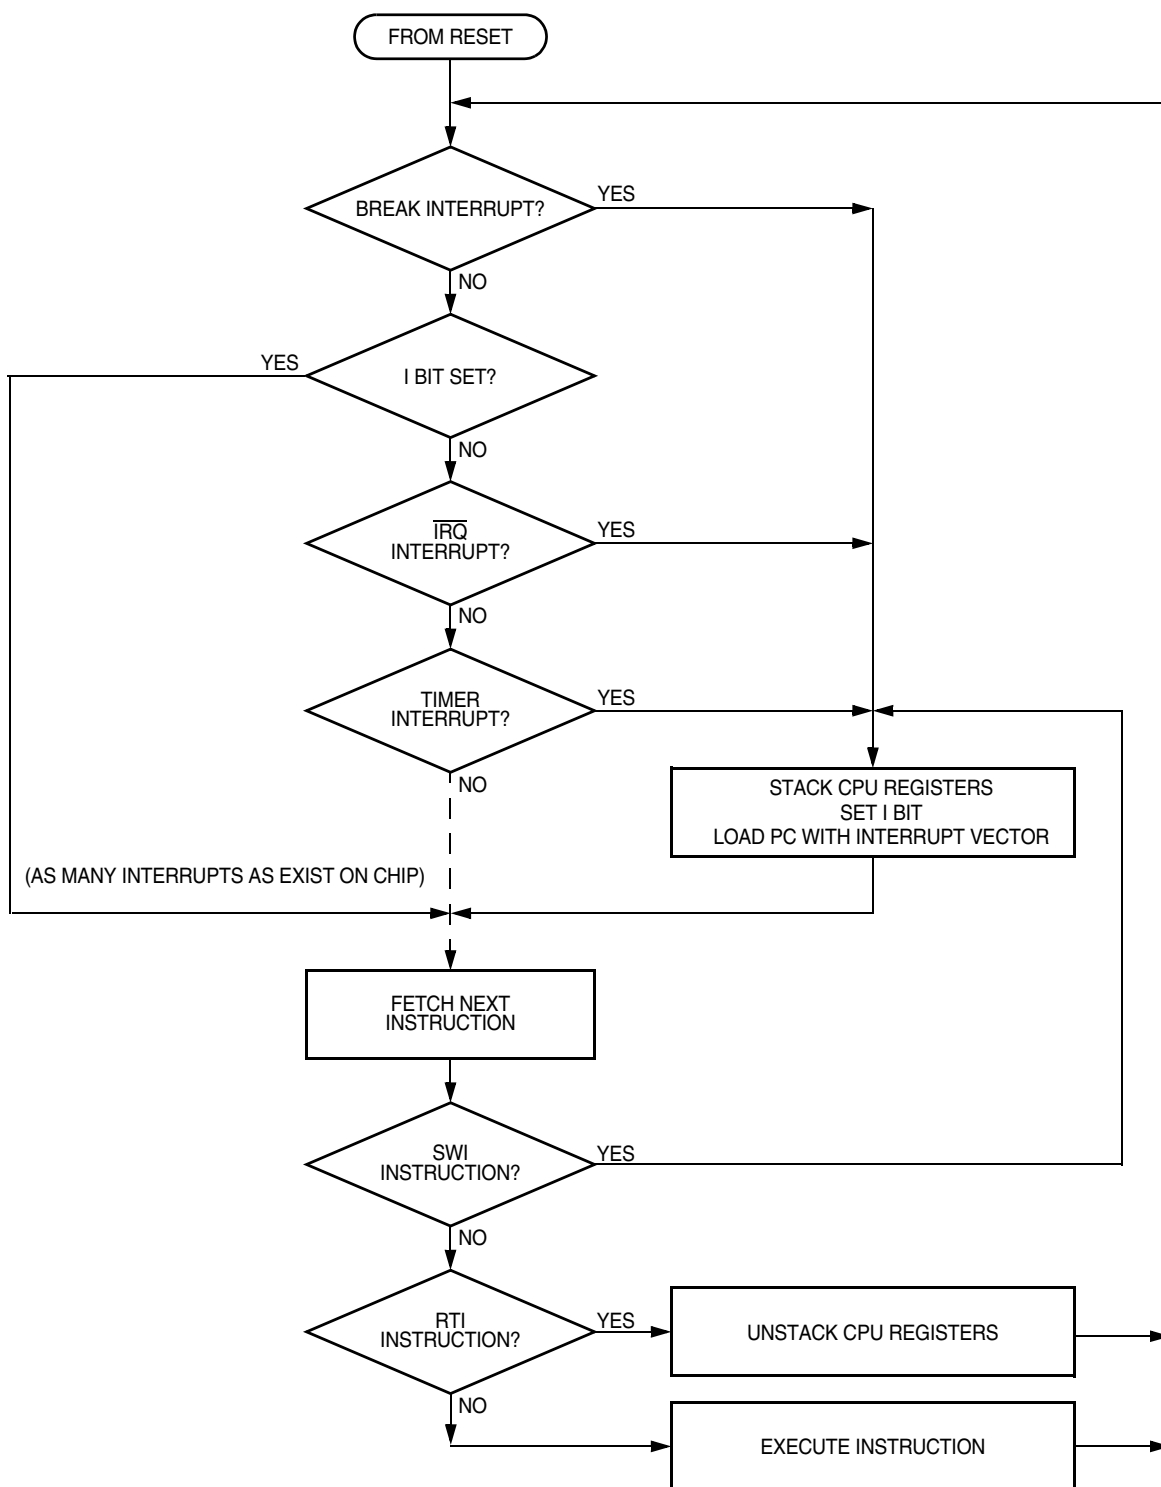 FROM RESET
BREAK INTERRUPT?
YES
NO
YES
I BIT SET?
NO
IRQ
INTERRUPT?
YES
NO
TIMER
INTERRUPT?
YES
NO
STACK CPU REGISTERS
SET I BIT
LOAD PC WITH INTERRUPT VECTOR
(AS MANY INTERRUPTS AS EXIST ON CHIP)
FETCH NEXT
INSTRUCTION
SWI
INSTRUCTION?
YES
NO
RTI
INSTRUCTION?
YES
UNSTACK CPU REGISTERS
NO
EXECUTE INSTRUCTION